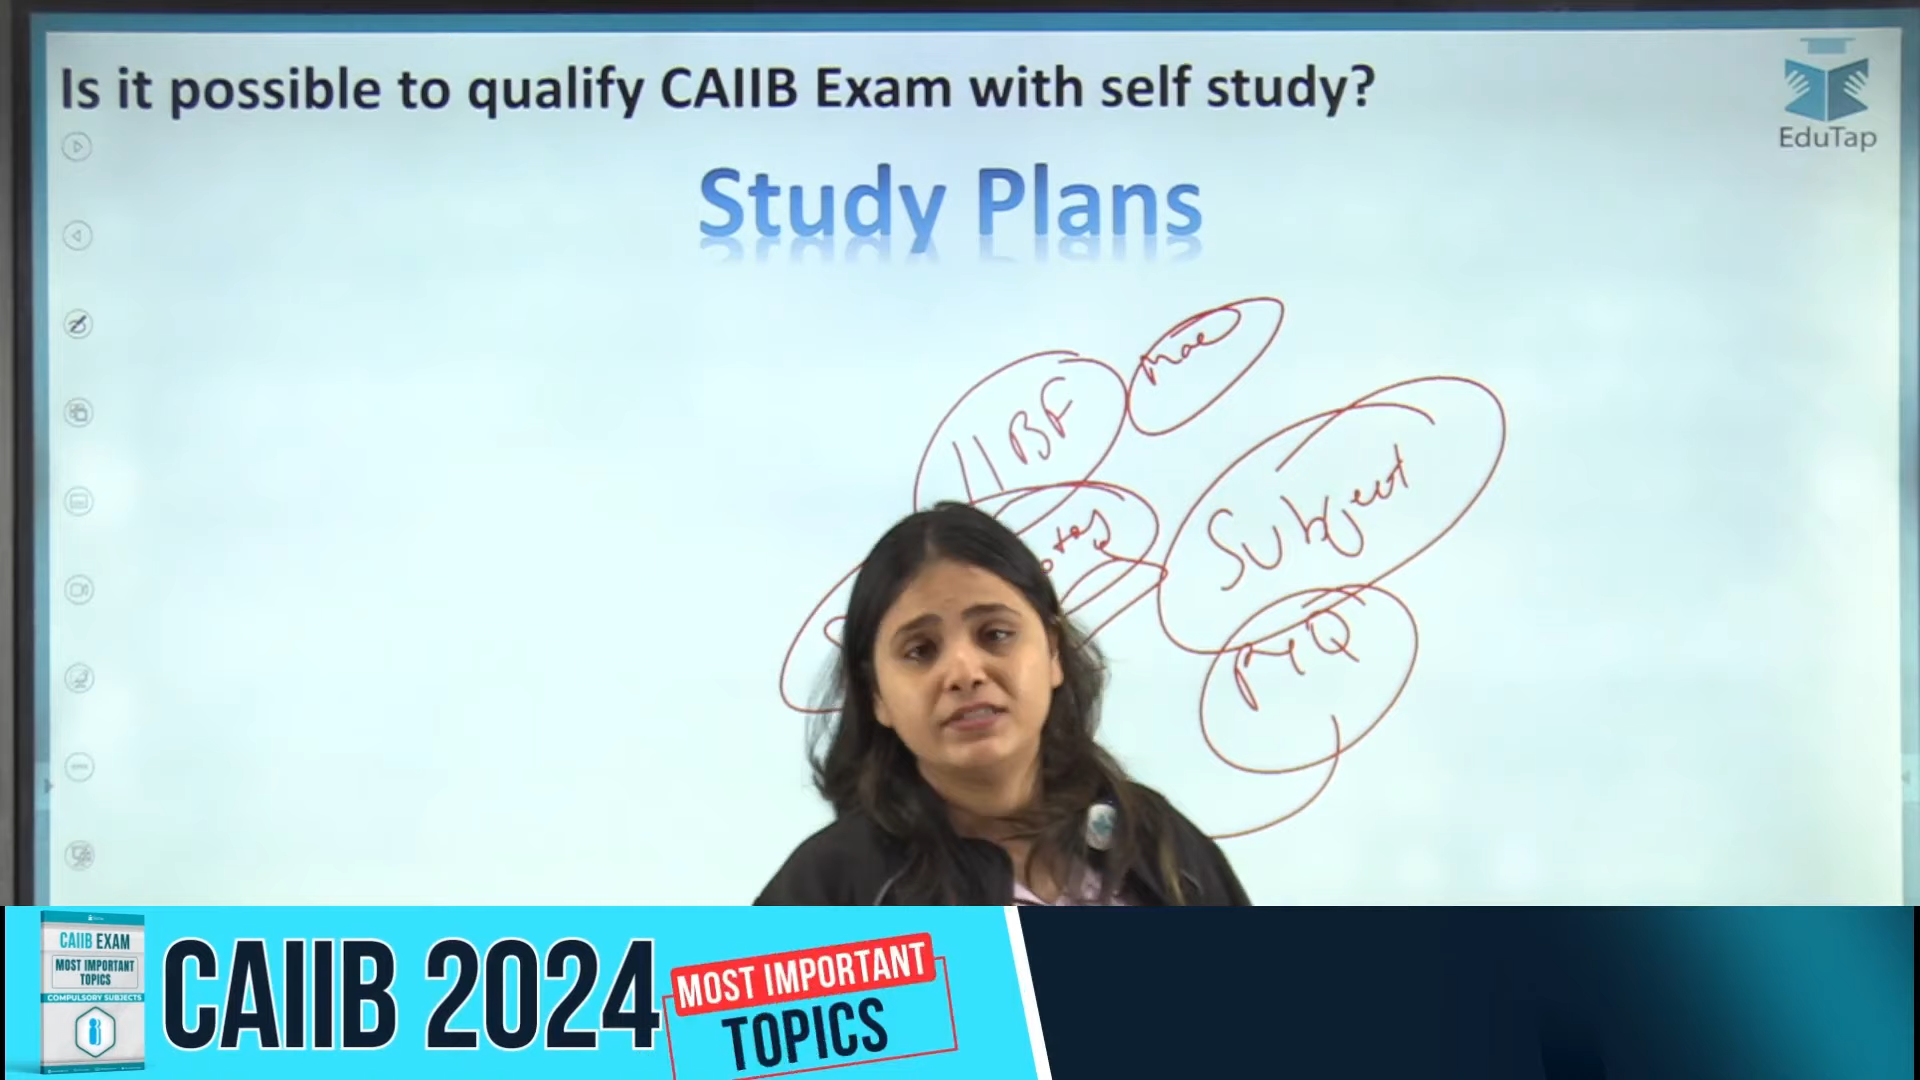 Is it possible to qualify CAIIB Exam with self study?
EduTap
Study Plans
IIBF
Subject
CAIIB EXAM
MOST IMPORTANT
TOPICS
COMPULSORY SUBJECTS
CAIIB 2024
MOST IMPORTANT
TOPICS